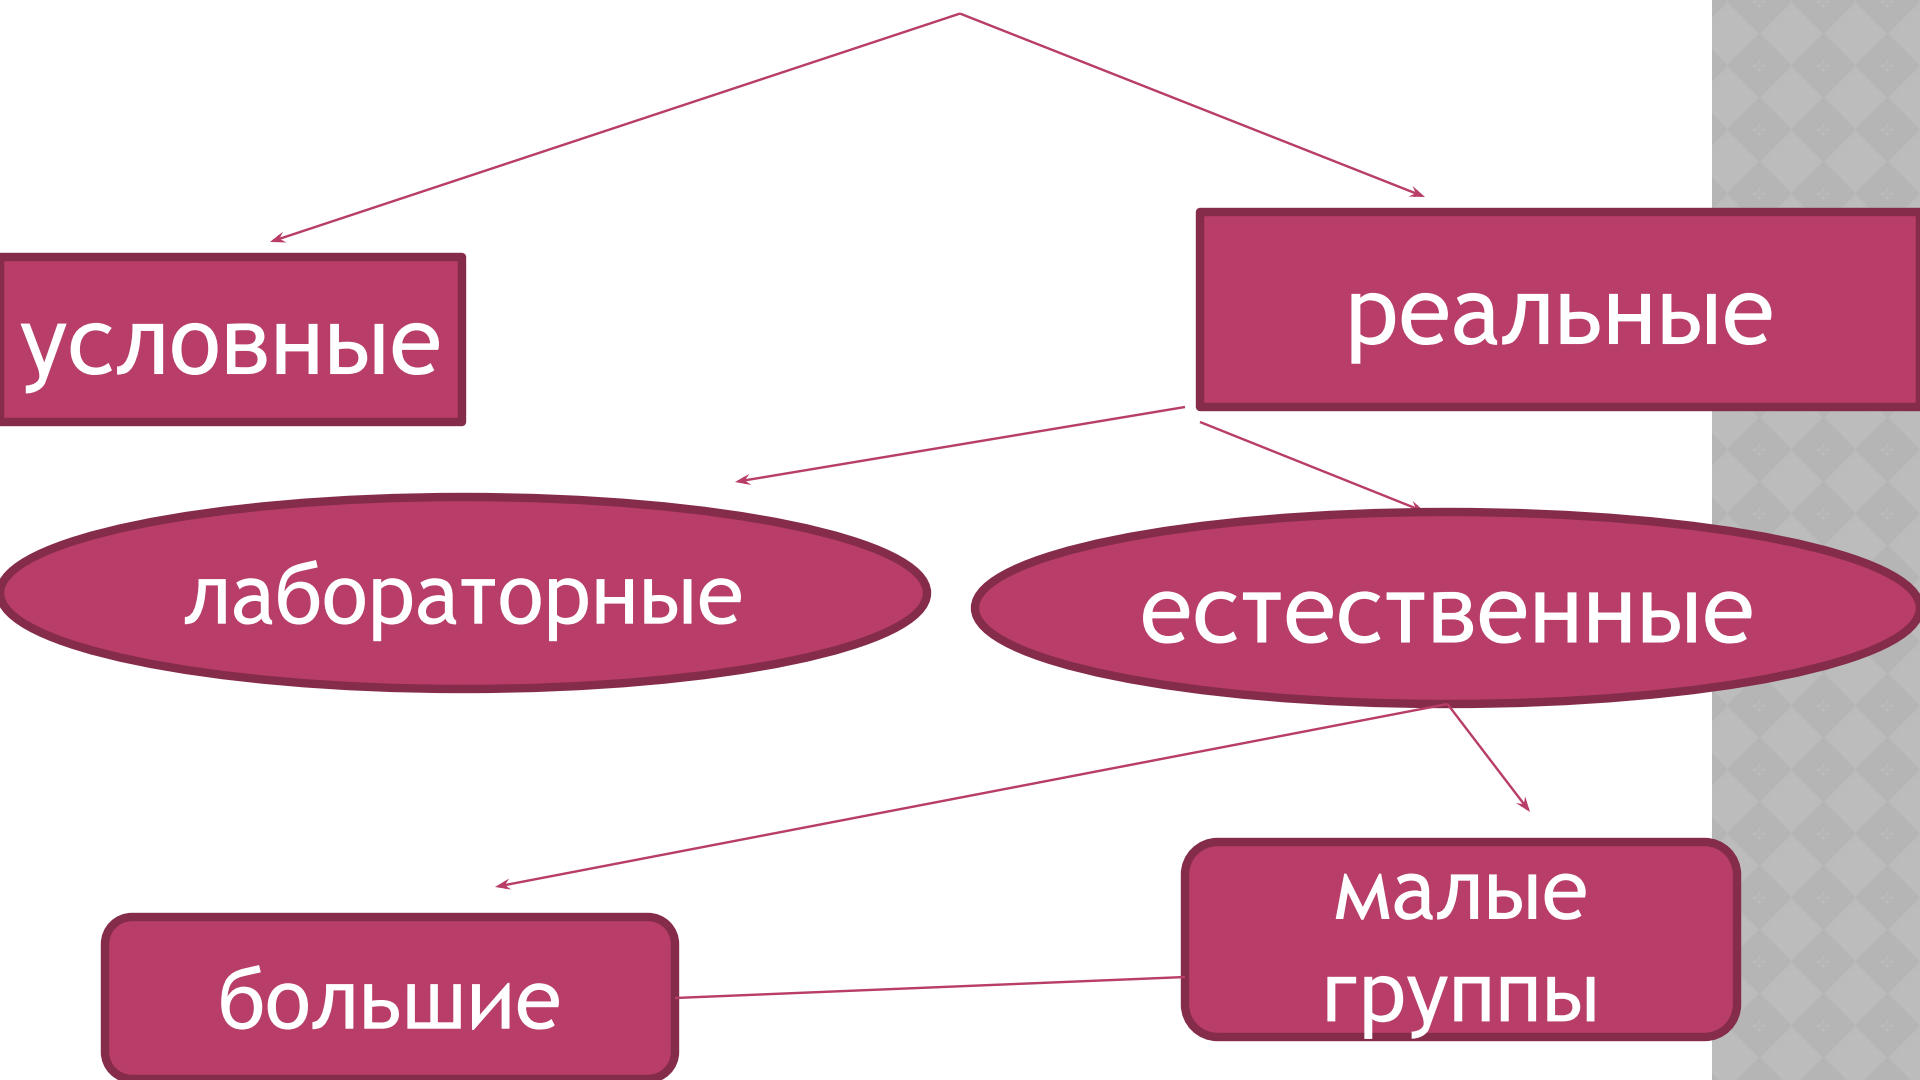 условные
реальные
лабораторные
естественные
большие
малые
группы